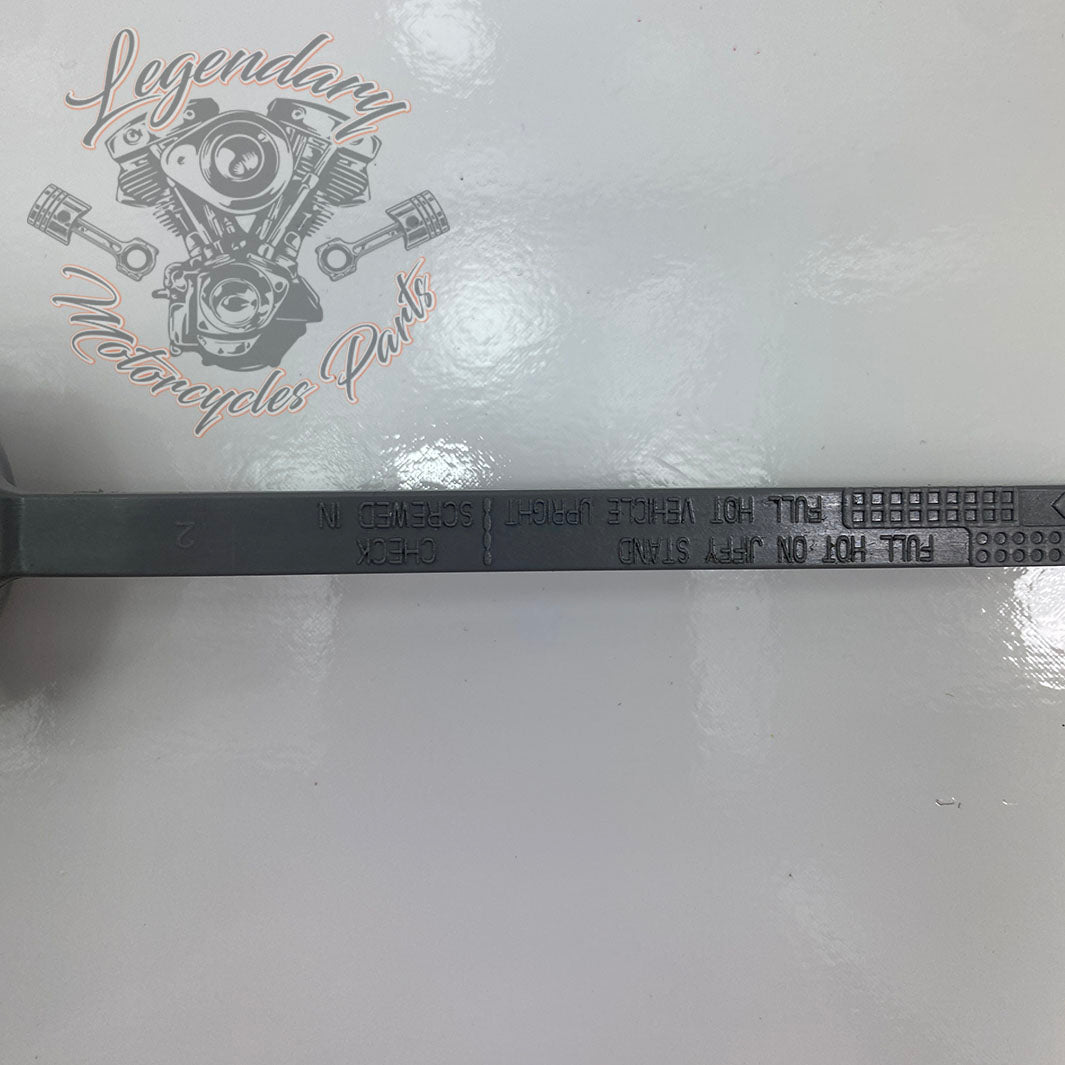 Legendary
Motorcycles Parts
FULL HOT ON JIFFY STAND
FULL HOT VEHICLE UPRIGHT
CHECK
SCREWED IN
2